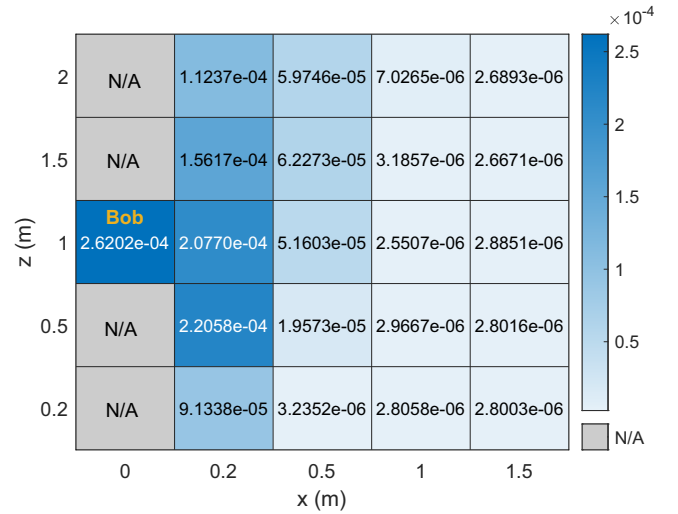 ×10⁻⁴
2 N/A 1.1237e-04 5.9746e-05 7.0265e-06 2.6893e-06
1.5 N/A 1.5617e-04 6.2273e-05 3.1857e-06 2.6671e-06
Bob
1 2.6202e-04 2.0770e-04 5.1603e-05 2.5507e-06 2.8851e-06
0.5 N/A 2.2058e-04 1.9573e-05 2.9667e-06 2.8016e-06
0.2 N/A 9.1338e-05 3.2352e-06 2.8058e-06 2.8003e-06
z (m)
0 0.2 0.5 1 1.5
x (m)
2.5
2
1.5
1
0.5
N/A